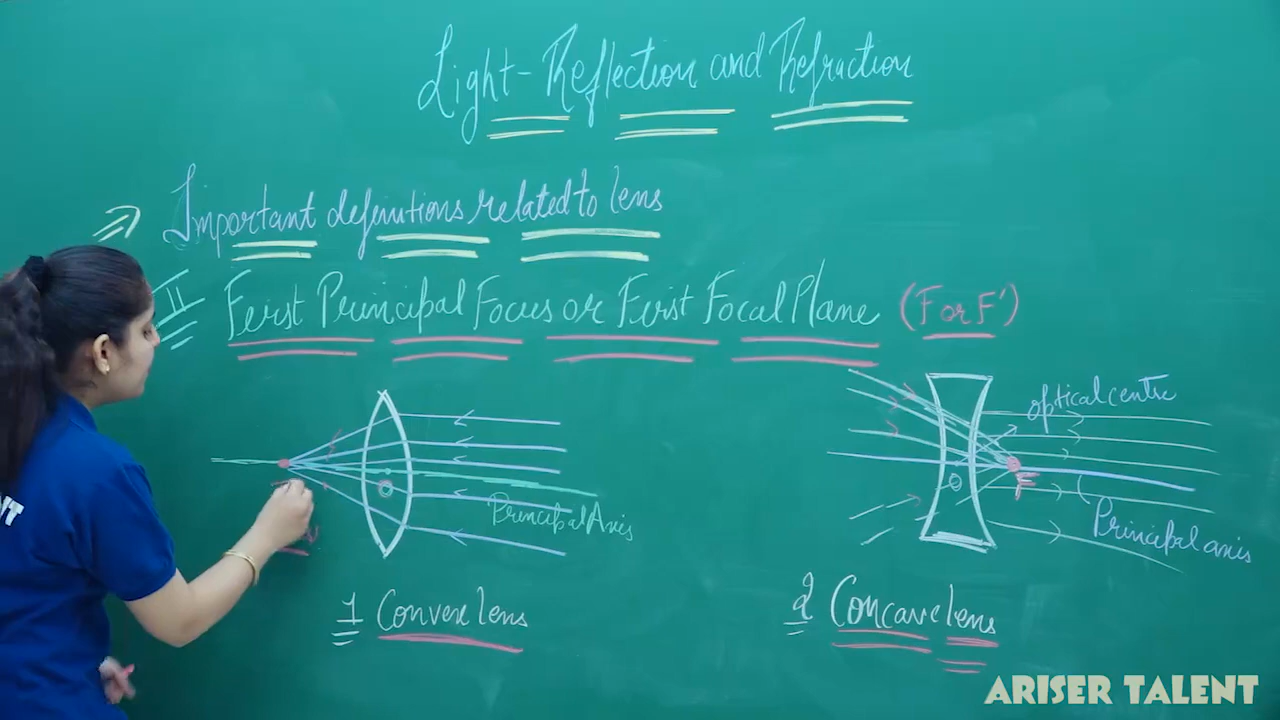 Light-Reflection and Refraction
Important definitions related to lens
II First Principal Focus or First Focal Plane (F or F')
optical centre
O
Principal Axis
O
F
Principal axis
1 Convex lens
2 Concave lens
NT
ARISER TALENT